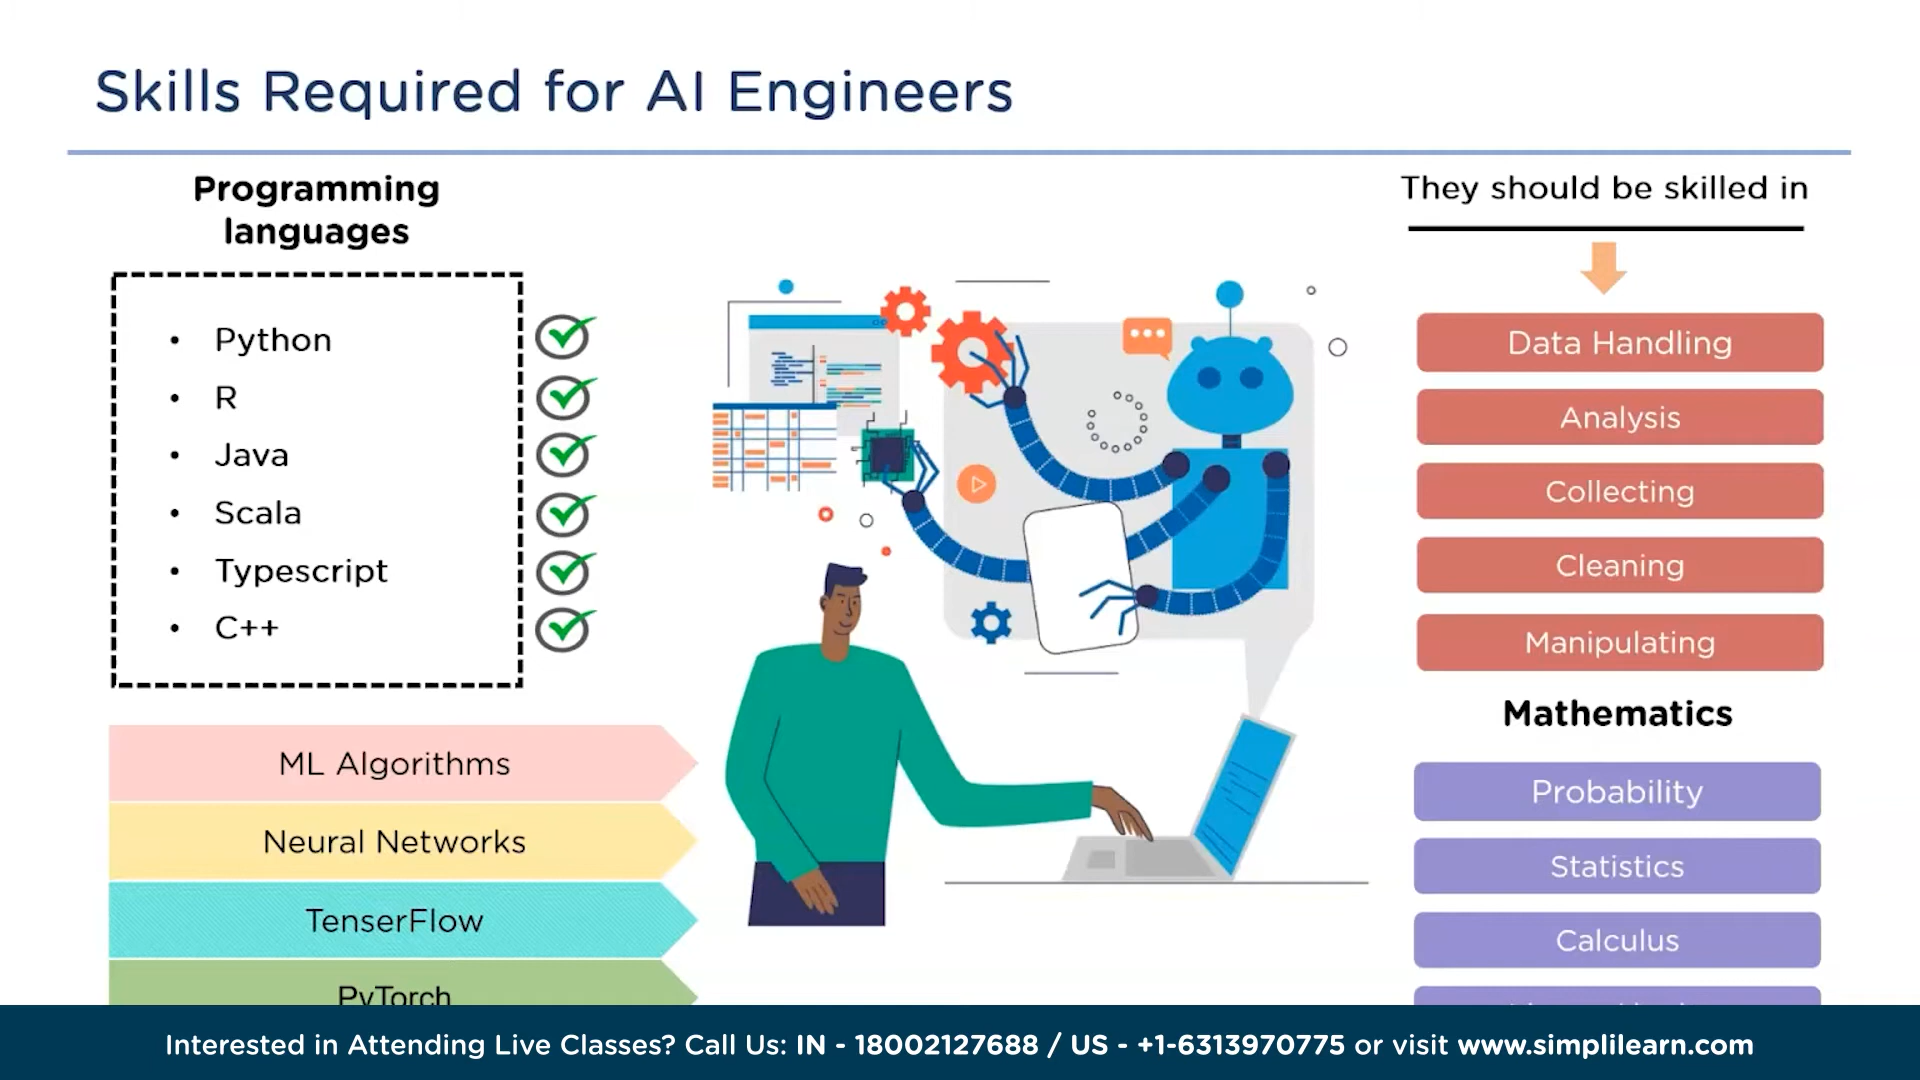 Skills Required for AI Engineers
Programming
languages
• Python
• R
• Java
• Scala
• Typescript
• C++
ML Algorithms
Neural Networks
TenserFlow
PyTorch
They should be skilled in
Data Handling
Analysis
Collecting
Cleaning
Manipulating
Mathematics
Probability
Statistics
Calculus
Interested in Attending Live Classes? Call Us: IN - 18002127688 / US - +1-6313970775 or visit www.simplilearn.com